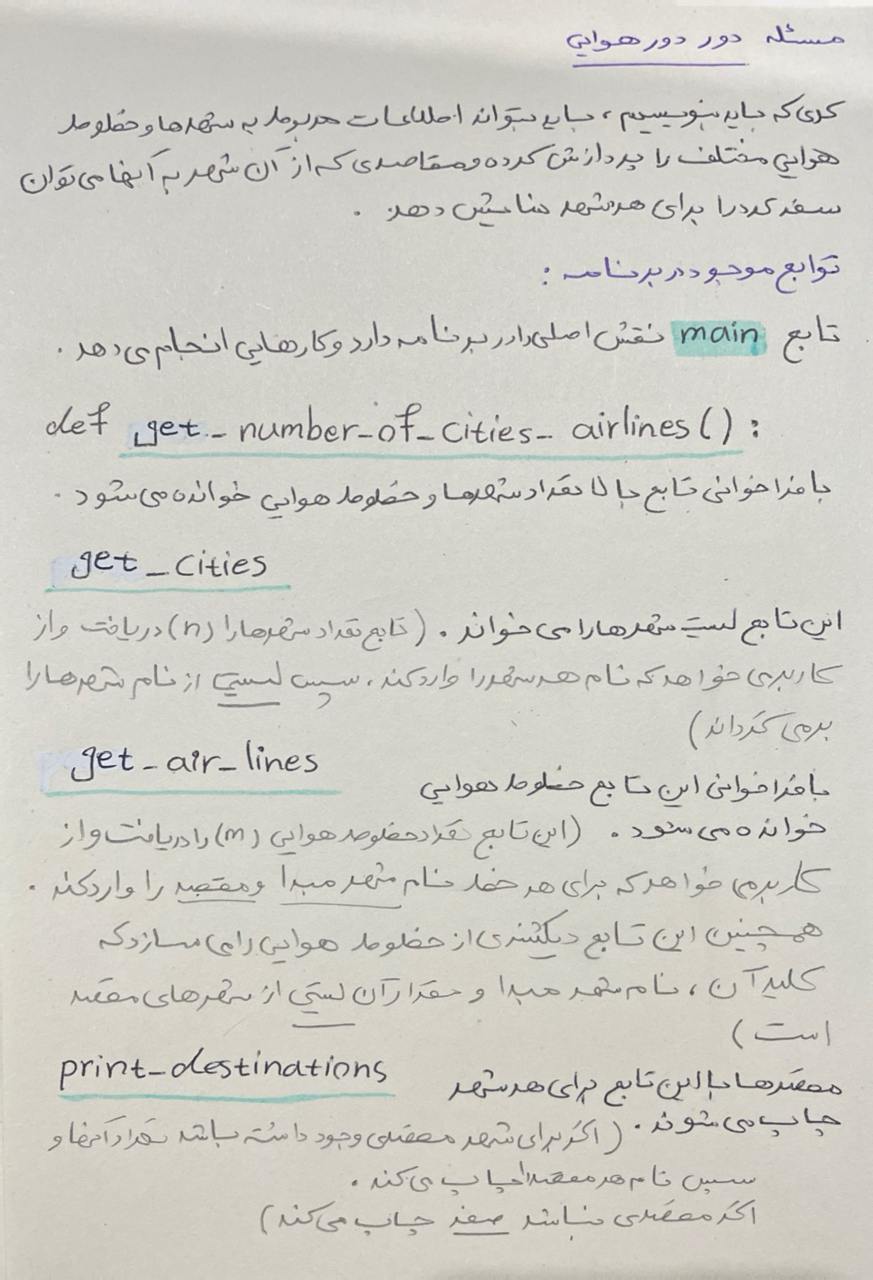 مسئله دور دور هوایی
کدی که باید بنویسیم، باید بتواند اطلاعات مربوط به شهرها و خطوط
هوایی مختلف را پردازش کرده و مقاصدی که از آن شهر به آنها می توان
سفر کرد را برای هر شهر نمایش دهد.
توابع موجود در برنامه :
تابع main نقش اصلی را در برنامه دارد و کارهایی انجام می دهد.
def get_number_of_cities_airlines():
با فراخوانی تابع بالا تعداد شهرها و خطوط هوایی خوانده می شود.
get_cities
این تابع لیست شهرها را می خواند. (تابع تعداد شهرها را (n) دریافت و از
کاربر می خواهد که نام هر شهر را وارد کند، سپس لیستی از نام شهرها را
برمی گرداند)
get_air_lines
با فراخوانی این تابع خطوط هوایی
خوانده می شود. (این تابع تعداد خطوط هوایی (m) را دریافت و از
کاربر می خواهد که برای هر خط نام شهر مبدا و مقصد را وارد کند.
همچنین این تابع دیکشنری از خطوط هوایی را می سازد که
کلید آن، نام شهر مبدا و مقدار آن لیستی از شهرهای مقصد
است)
print_destinations
مقصدها با این تابع برای هر شهر
چاپ می شوند. (اگر برای شهر مقصدی وجود داشته باشد تعداد آنها و
سپس نام هر مقصد را چاپ می کند.
اگر مقصدی نباشد صفر چاپ می کند)